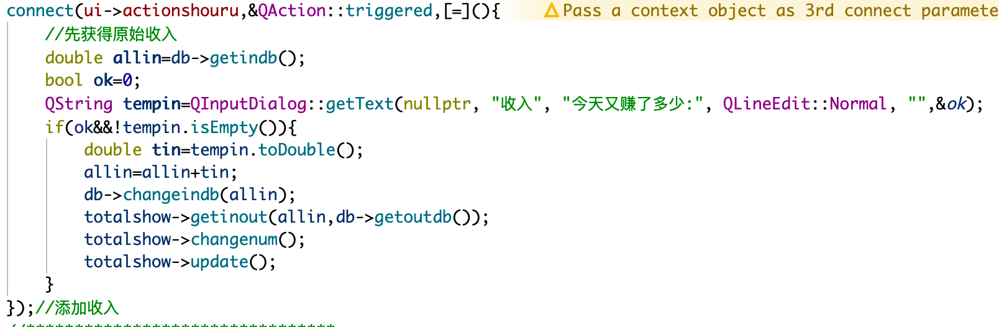 connect(ui->actionshouru,&QAction::triggered,[=](){ Pass a context object as 3rd connect paramete
//先获得原始收入
double allin=db->getindb();
bool ok=0;
QString tempin=QInputDialog::getText(nullptr, "收入", "今天又赚了多少:", QLineEdit::Normal, "",&ok);
if(ok&&!tempin.isEmpty()){
double tin=tempin.toDouble();
allin=allin+tin;
db->changeindb(allin);
totalshow->getinout(allin,db->getoutdb());
totalshow->changenum();
totalshow->update();
}
});//添加收入